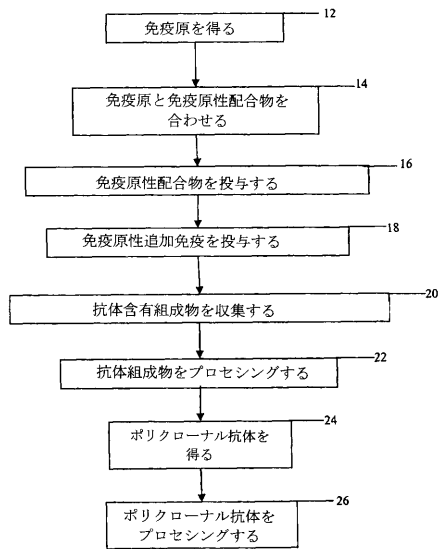 12
免疫原を得る
14
免疫原と免疫原性配合物を
合わせる
16
免疫原性配合物を投与する
18
免疫原性追加免疫を投与する
20
抗体含有組成物を収集する
22
抗体組成物をプロセシングする
24
ポリクローナル抗体を
得る
26
ポリクローナル抗体を
プロセシングする